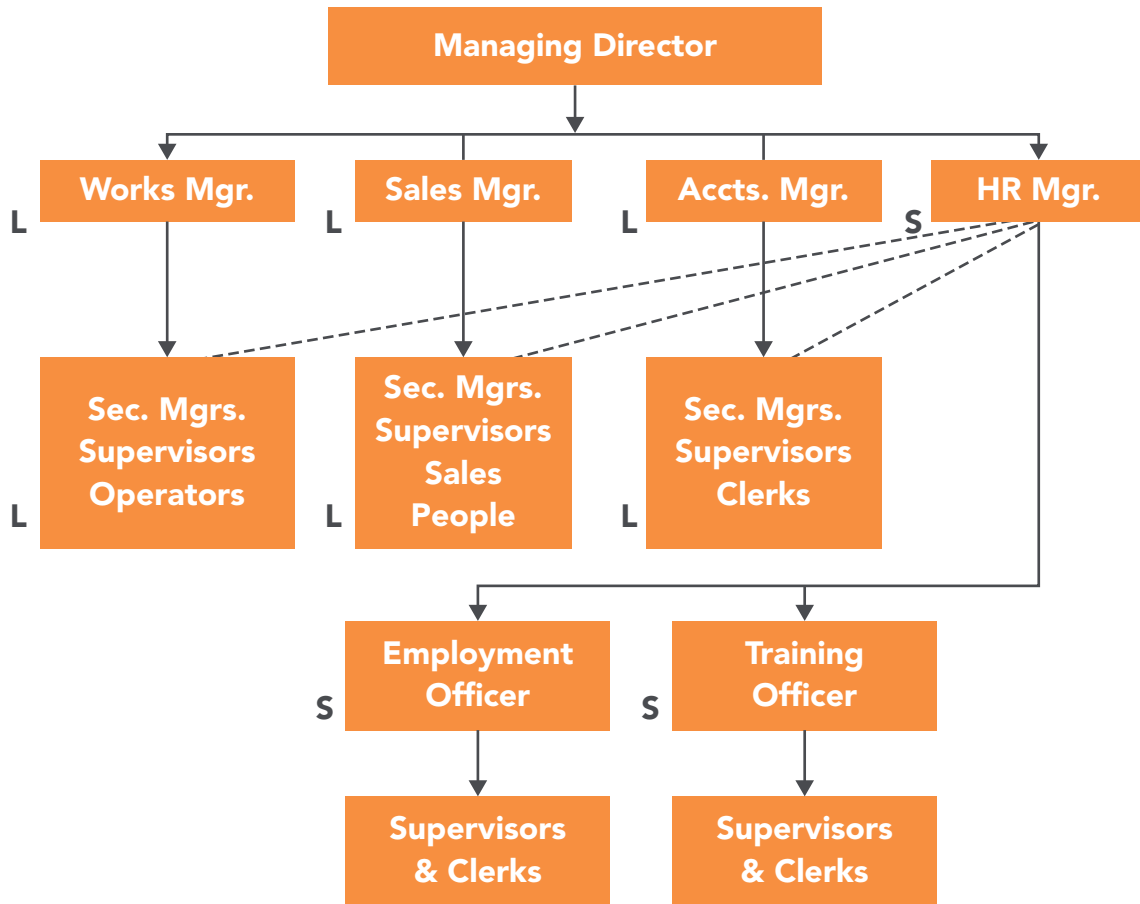 Managing Director
Works Mgr.
Sales Mgr.
Accts. Mgr.
HR Mgr.
L
L
L
S
Sec. Mgrs.
Supervisors
Operators
Sec. Mgrs.
Supervisors
Sales
People
Sec. Mgrs.
Supervisors
Clerks
L
L
L
Employment
Officer
Training
Officer
S
S
Supervisors
& Clerks
Supervisors
& Clerks